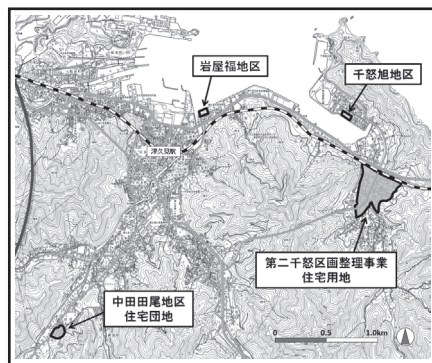 岩屋福地区
千怒旭地区
津久見駅
第二千怒区画整理事業
住宅用地
中田田尾地区
住宅団地
0 0.5 1.0km